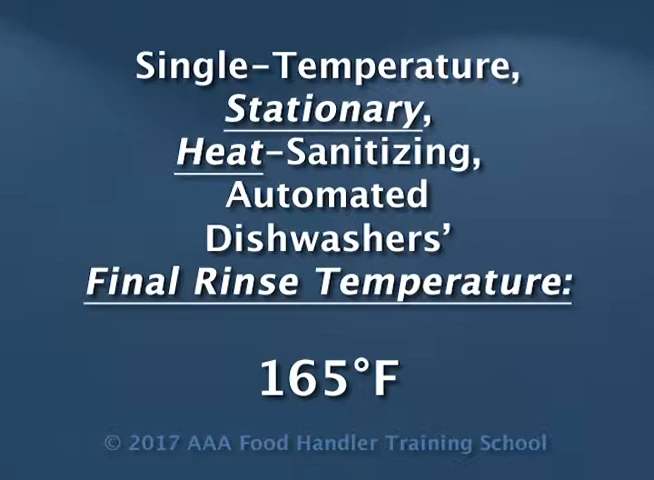 Single-Temperature,
Stationary,
Heat-Sanitizing,
Automated
Dishwashers’
Final Rinse Temperature:
165°F
© 2017 AAA Food Handler Training School